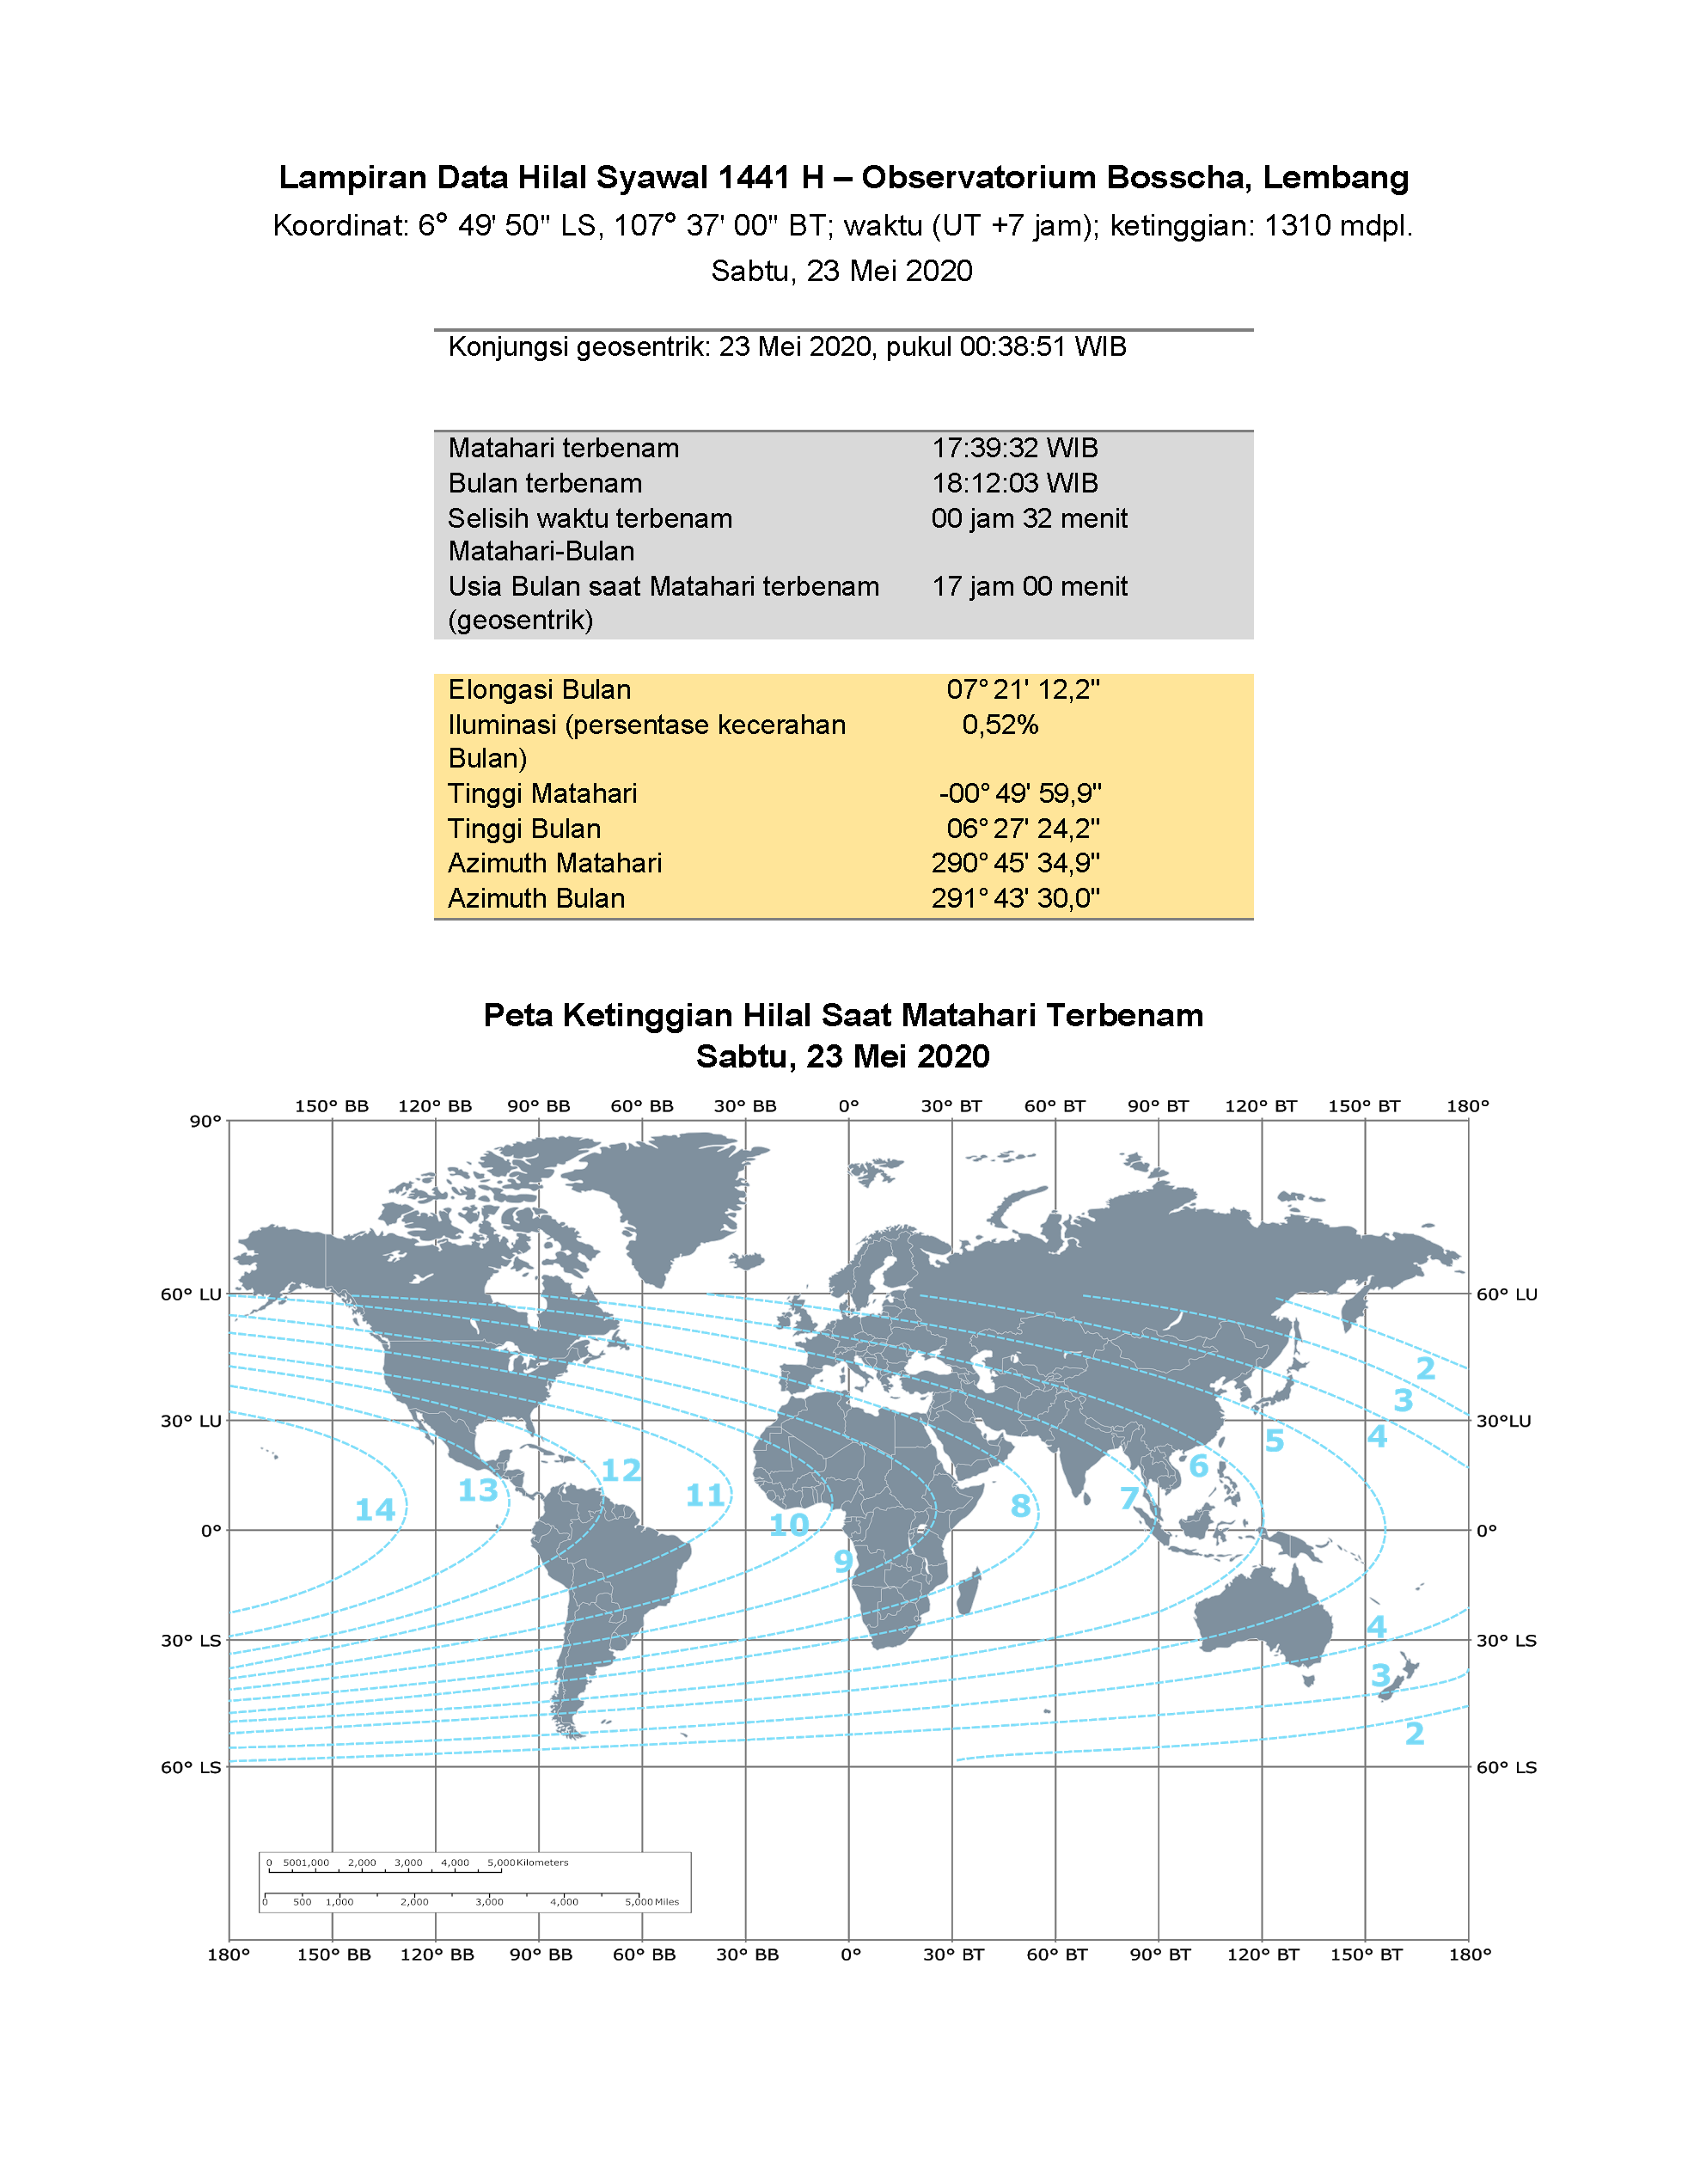 Lampiran Data Hilal Syawal 1441 H – Observatorium Bosscha, Lembang
Koordinat: 6° 49' 50" LS, 107° 37' 00" BT; waktu (UT +7 jam); ketinggian: 1310 mdpl.
Sabtu, 23 Mei 2020
Konjungsi geosentrik: 23 Mei 2020, pukul 00:38:51 WIB
Matahari terbenam 17:39:32 WIB
Bulan terbenam 18:12:03 WIB
Selisih waktu terbenam 00 jam 32 menit
Matahari-Bulan
Usia Bulan saat Matahari terbenam 17 jam 00 menit
(geosentrik)
Elongasi Bulan 07° 21' 12,2"
Iluminasi (persentase kecerahan 0,52%
Bulan)
Tinggi Matahari -00° 49' 59,9"
Tinggi Bulan 06° 27' 24,2"
Azimuth Matahari 290° 45' 34,9"
Azimuth Bulan 291° 43' 30,0"
Peta Ketinggian Hilal Saat Matahari Terbenam
Sabtu, 23 Mei 2020
150° BB 120° BB 90° BB 60° BB 30° BB 0° 30° BT 60° BT 90° BT 120° BT 150° BT 180°
90°
60° LU 60° LU
2
3
30° LU 30°LU
4
5
6
12
13 11 7
8
14
10
0° 0°
9
4
30° LS 30° LS
3
2
60° LS 60° LS
0 5001,000 2,000 3,000 4,000 5,000Kilometers
0 500 1,000 2,000 3,000 4,000 5,000 Miles
180° 150° BB 120° BB 90° BB 60° BB 30° BB 0° 30° BT 60° BT 90° BT 120° BT 150° BT 180°